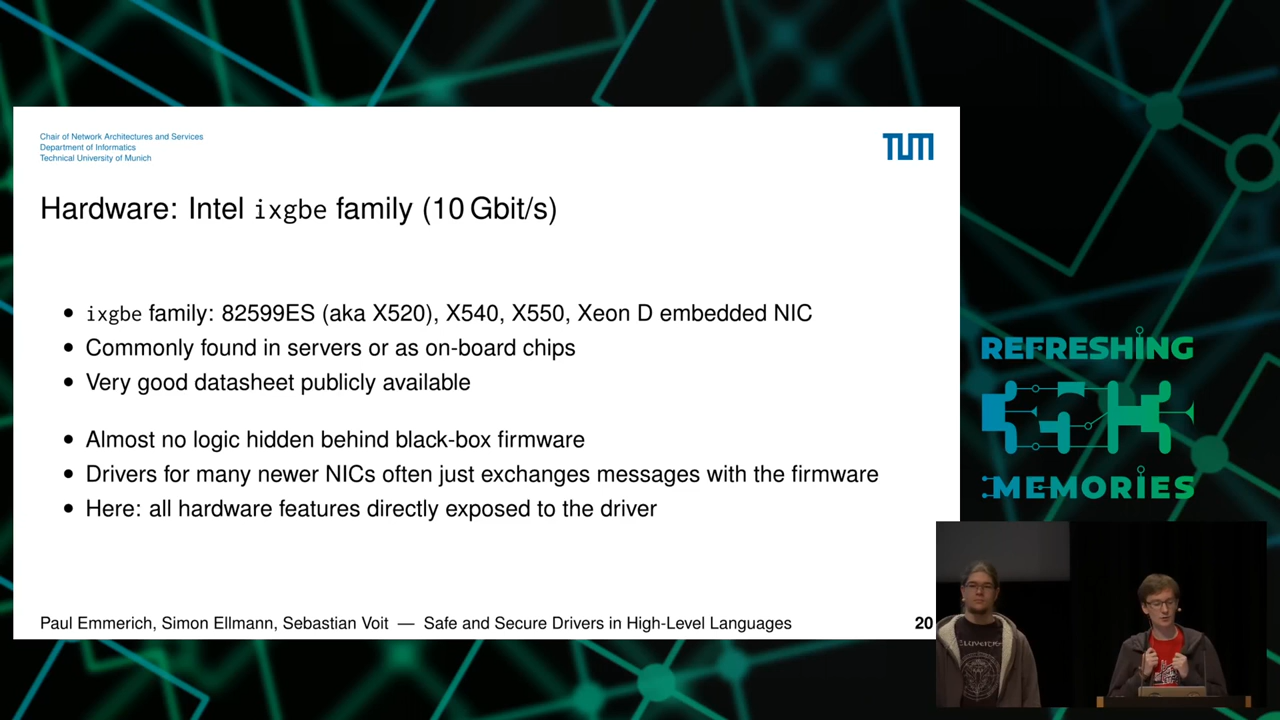 Chair of Network Architectures and Services
Department of Informatics
Technical University of Munich
TUM
Hardware: Intel ixgbe family (10 Gbit/s)
• ixgbe family: 82599ES (aka X520), X540, X550, Xeon D embedded NIC
• Commonly found in servers or as on-board chips
• Very good datasheet publicly available
• Almost no logic hidden behind black-box firmware
• Drivers for many newer NICs often just exchanges messages with the firmware
• Here: all hardware features directly exposed to the driver
Paul Emmerich, Simon Ellmann, Sebastian Voit — Safe and Secure Drivers in High-Level Languages
20
REFRESHING
MEMORIES